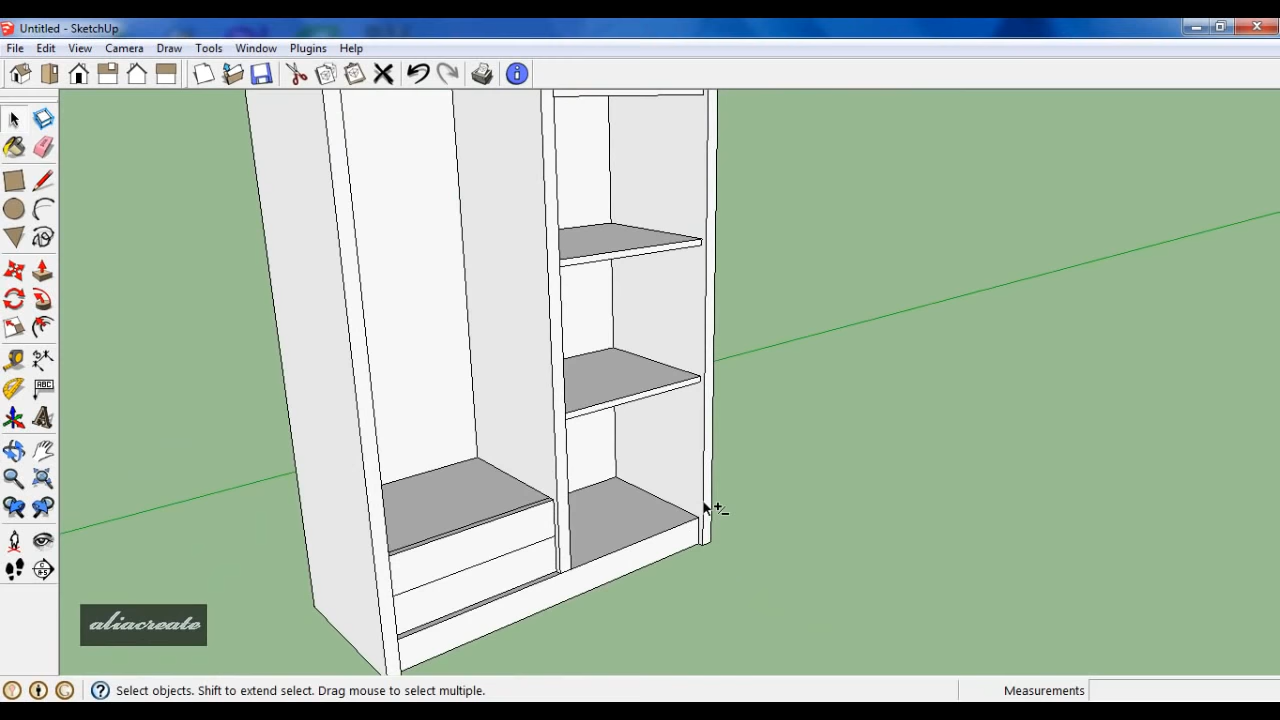 Untitled - SketchUp
File Edit View Camera Draw Tools Window Plugins Help
ABC
aliacreate
Select objects. Shift to extend select. Drag mouse to select multiple.
Measurements